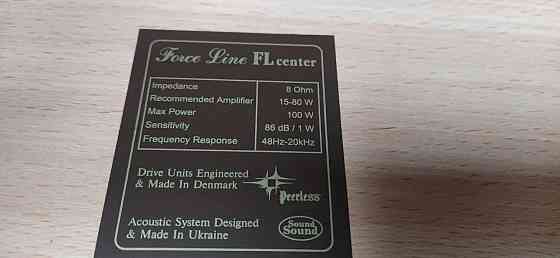 Force Line FL center
Impedance 8 Ohm
Recommended Amplifier 15-80 W
Max Power 100 W
Sensitivity 86 dB / 1 W
Frequency Response 48Hz-20kHz
Drive Units Engineered
& Made In Denmark
Peerless
Acoustic System Designed
& Made In Ukraine
Sound
Sound